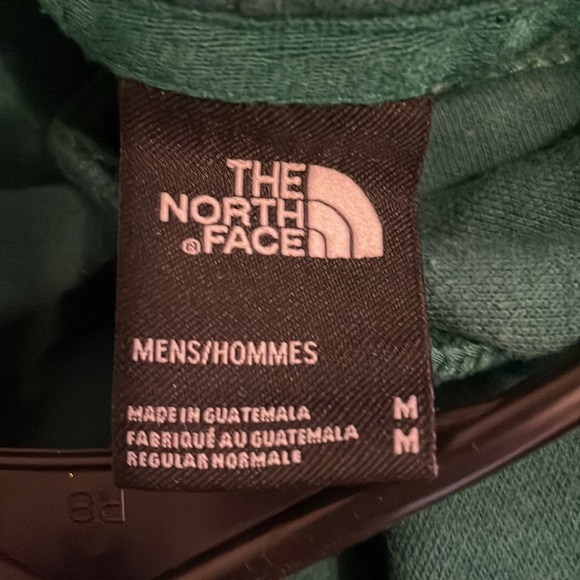 THE
NORTH
® FACE
MENS/HOMMES
MADE IN GUATEMALA M
FABRIQUÉ AU GUATEMALA M
REGULAR NORMALE